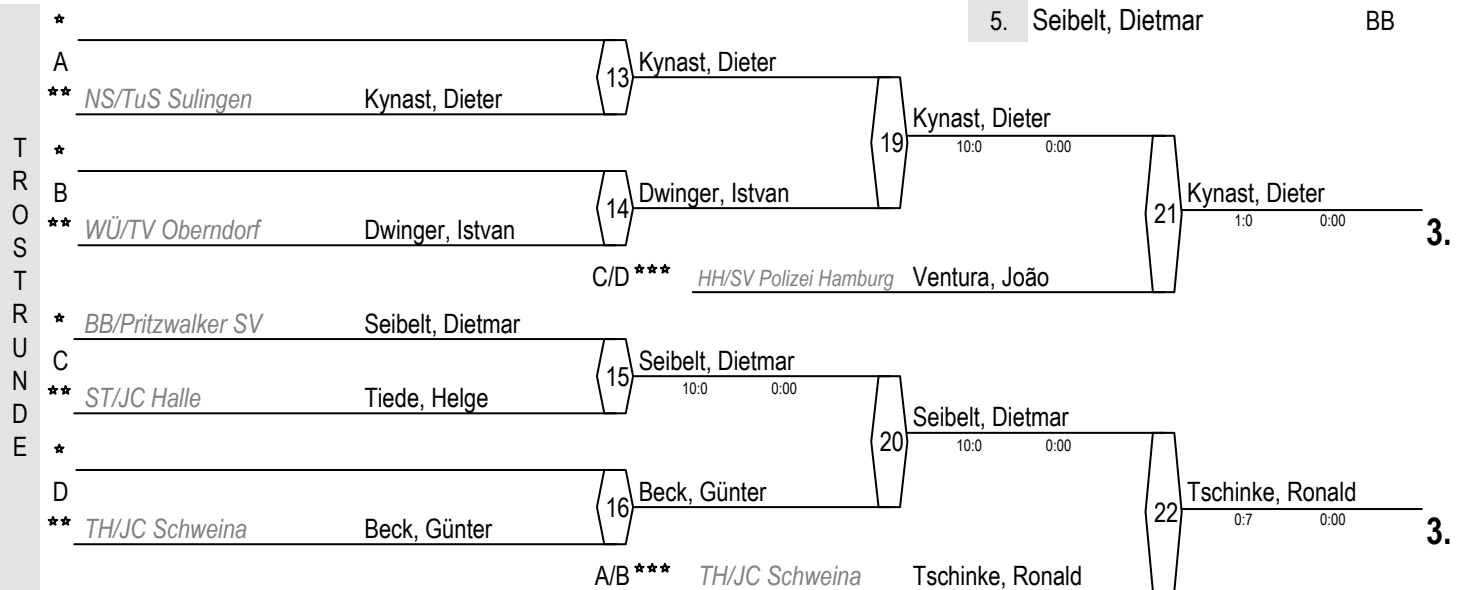 5. Seibelt, Dietmar BB
TROSTRUNDE
A
** NS/TuS Sulingen Kynast, Dieter
13 Kynast, Dieter
19 Kynast, Dieter
10:0 0:00
*
B
** WÜ/TV Oberndorf Dwinger, Istvan
14 Dwinger, Istvan
21 Kynast, Dieter
1:0 0:00
3.
C/D *** HH/SV Polizei Hamburg Ventura, João
* BB/Pritzwalker SV Seibelt, Dietmar
C
** ST/JC Halle Tiede, Helge
15 Seibelt, Dietmar
10:0 0:00
20 Seibelt, Dietmar
10:0 0:00
*
D
** TH/JC Schweina Beck, Günter
16 Beck, Günter
22 Tschinke, Ronald
0:7 0:00
3.
A/B *** TH/JC Schweina Tschinke, Ronald